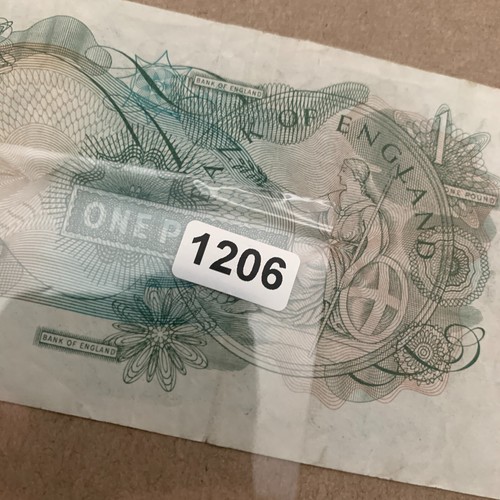 BANK OF ENGLAND
BANK OF ENGLAND
1
ONE POUND
ONE
1206
BANK OF ENGLAND